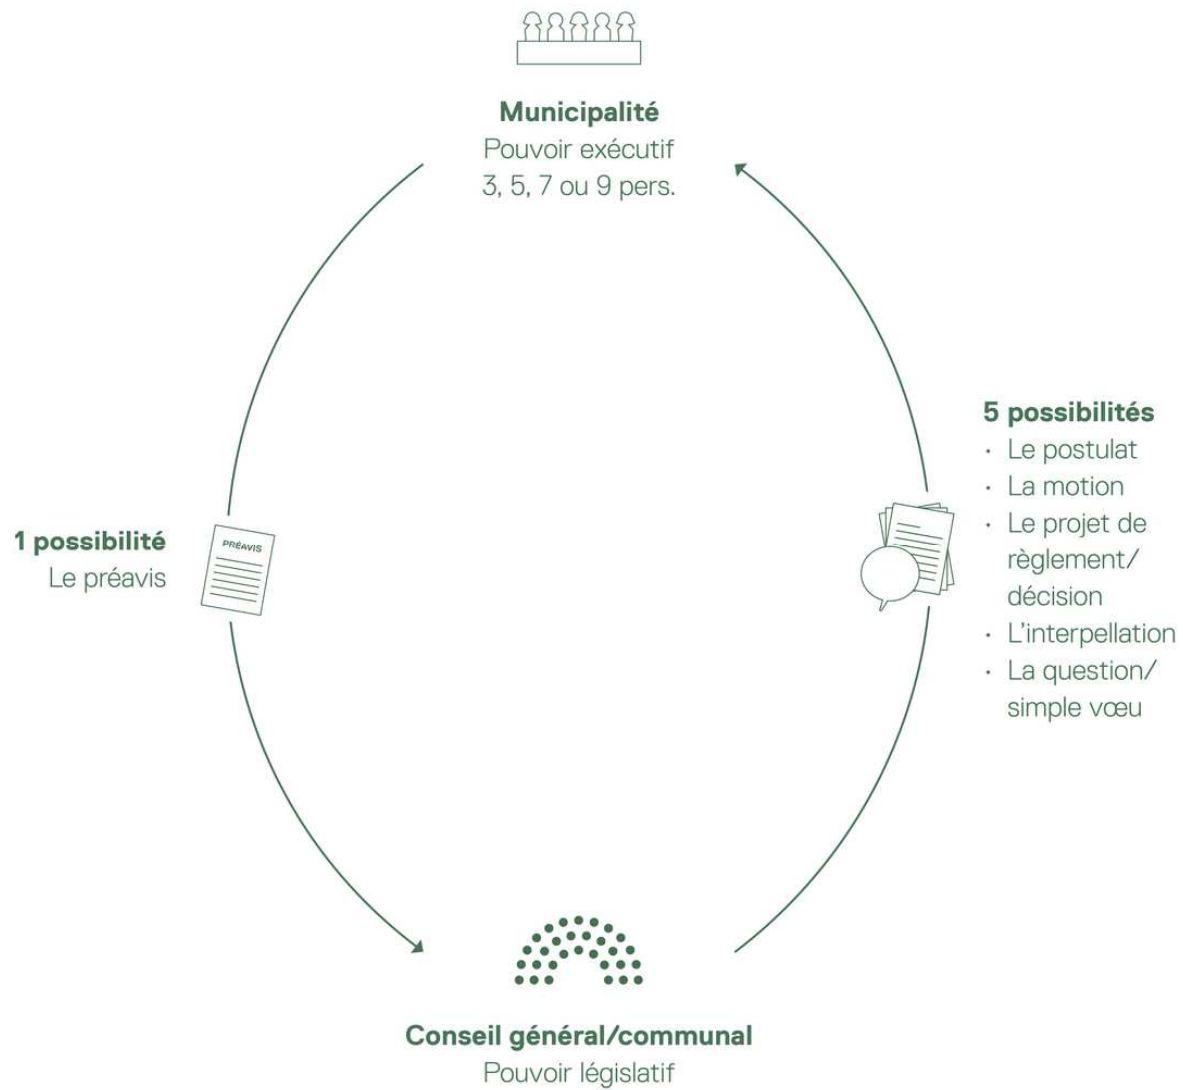 Municipalité
Pouvoir exécutif
3, 5, 7 ou 9 pers.
1 possibilité
Le préavis
PRÉAVIS
5 possibilités
· Le postulat
· La motion
· Le projet de
règlement/
décision
· L'interpellation
· La question/
simple vœu
Conseil général/communal
Pouvoir législatif